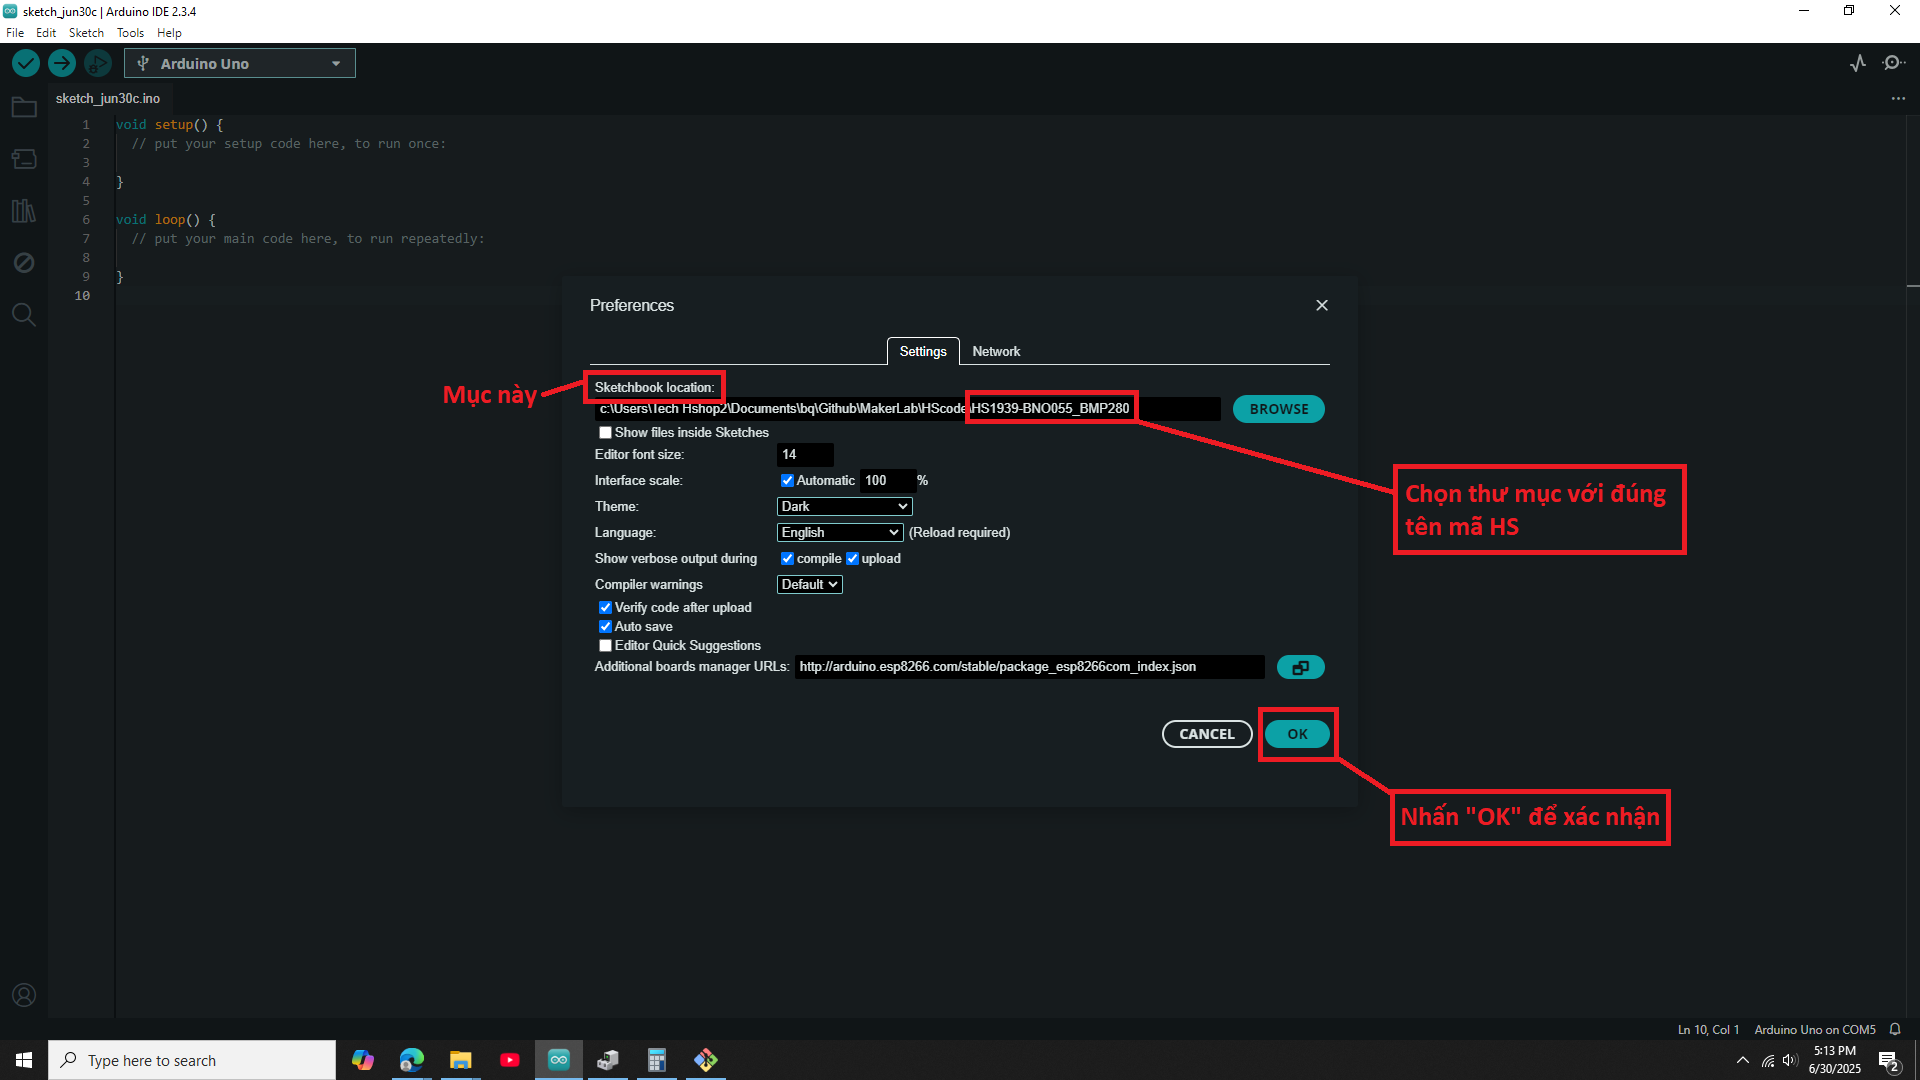 sketch_jun30c | Arduino IDE 2.3.4
File Edit Sketch Tools Help
Arduino Uno
sketch_jun30c.ino
1 void setup() {
2 // put your setup code here, to run once:
3
4 }
5
6 void loop() {
7 // put your main code here, to run repeatedly:
8
9 }
10
Preferences
Settings Network
Mục này
Sketchbook location:
c:\Users\Tech Hshop2\Documents\bq\Github\MakerLab\HScode\HS1939-BNO055_BMP280
BROWSE
Show files inside Sketches
Editor font size: 14
Interface scale: Automatic 100 %
Theme: Dark
Language: English (Reload required)
Show verbose output during compile upload
Compiler warnings Default
Verify code after upload
Auto save
Editor Quick Suggestions
Additional boards manager URLs: http://arduino.esp8266.com/stable/package_esp8266com_index.json
Chọn thư mục với đúng
tên mã HS
CANCEL OK
Nhấn "OK" để xác nhận
Ln 10, Col 1 Arduino Uno on COM5
Type here to search
5:13 PM
6/30/2025
2